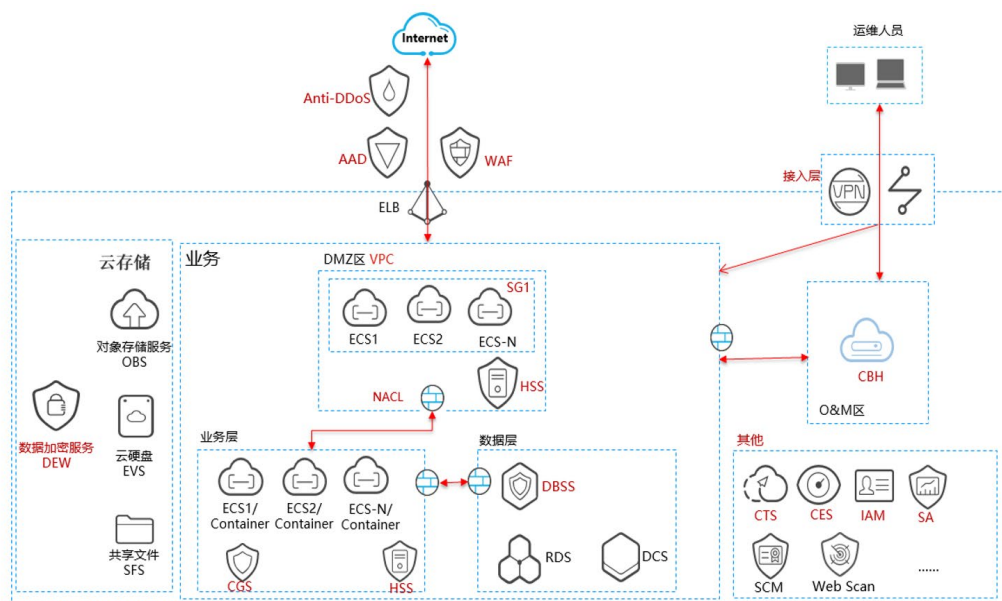 Internet
运维人员
Anti-DDoS
AAD
WAF
接入层
VPN
ELB
云存储
业务
DMZ区 VPC
SG1
ECS1
ECS2
ECS-N
对象存储服务
OBS
HSS
CBH
NACL
O&M区
数据加密服务
DEW
云硬盘
EVS
业务层
数据层
其他
ECS1/
Container
ECS2/
Container
ECS-N/
Container
DBSS
CTS
CES
IAM
SA
共享文件
SFS
CGS
HSS
RDS
DCS
SCM
Web Scan
......